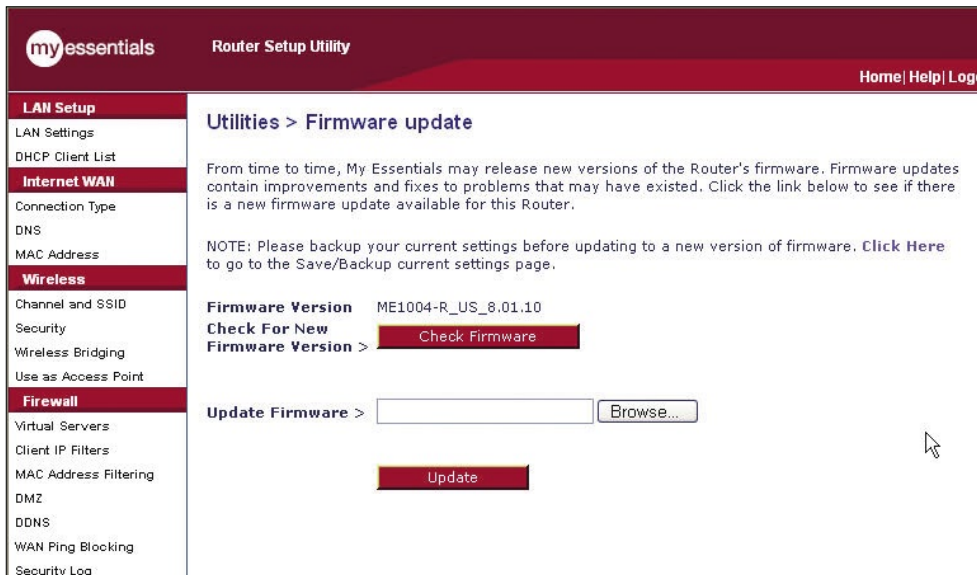 myessentials
Router Setup Utility
Home| Help| Log
LAN Setup
LAN Settings
DHCP Client List
Internet WAN
Connection Type
DNS
MAC Address
Wireless
Channel and SSID
Security
Wireless Bridging
Use as Access Point
Firewall
Virtual Servers
Client IP Filters
MAC Address Filtering
DMZ
DDNS
WAN Ping Blocking
Security Log
Utilities > Firmware update
From time to time, My Essentials may release new versions of the Router's firmware. Firmware updates
contain improvements and fixes to problems that may have existed. Click the link below to see if there
is a new firmware update available for this Router.
NOTE: Please backup your current settings before updating to a new version of firmware. Click Here
to go to the Save/Backup current settings page.
Firmware Version ME1004-R_US_8.01.10
Check For New
Firmware Version > Check Firmware
Update Firmware > Browse...
Update